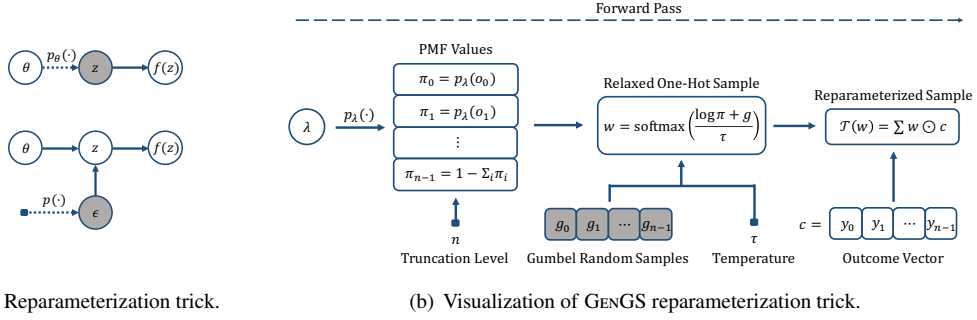 Forward Pass
θ
p_θ(·)
z
f(z)
θ
z
f(z)
p(·)
ϵ
Reparameterization trick.
λ
p_λ(·)
PMF Values
π_0 = p_λ(o_0)
π_1 = p_λ(o_1)
⋮
π_{n−1} = 1 − Σ_i π_i
n
Truncation Level
Relaxed One-Hot Sample
w = softmax((log π + g)/τ)
g_0 g_1 ⋯ g_{n−1}
Gumbel Random Samples
τ
Temperature
Reparameterized Sample
𝒯(w) = ∑ w ⊙ c
c = y_0 y_1 ⋯ y_{n−1}
Outcome Vector
(b) Visualization of GENGS reparameterization trick.